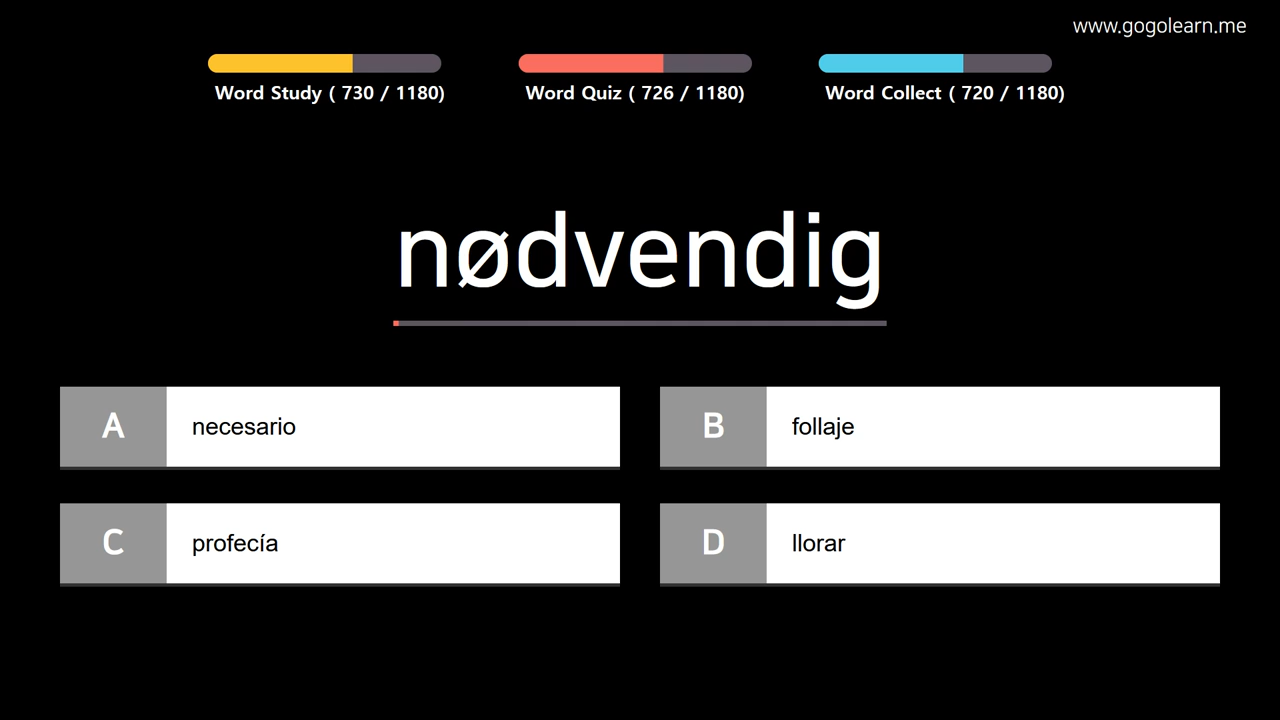 www.gogolearn.me
Word Study ( 730 / 1180)
Word Quiz ( 726 / 1180)
Word Collect ( 720 / 1180)
nødvendig
A necesario
B follaje
C profecía
D llorar